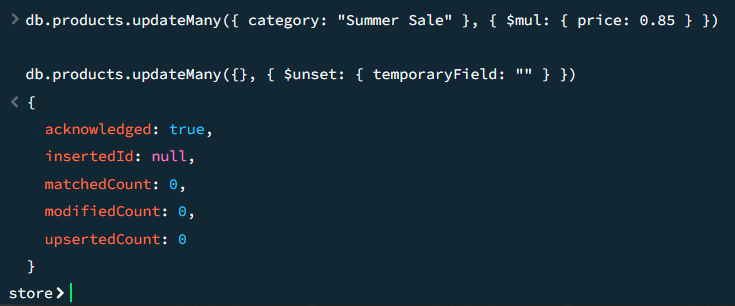 > db.products.updateMany({ category: "Summer Sale" }, { $mul: { price: 0.85 } })
db.products.updateMany({}, { $unset: { temporaryField: "" } })
< {
acknowledged: true,
insertedId: null,
matchedCount: 0,
modifiedCount: 0,
upsertedCount: 0
}
store>